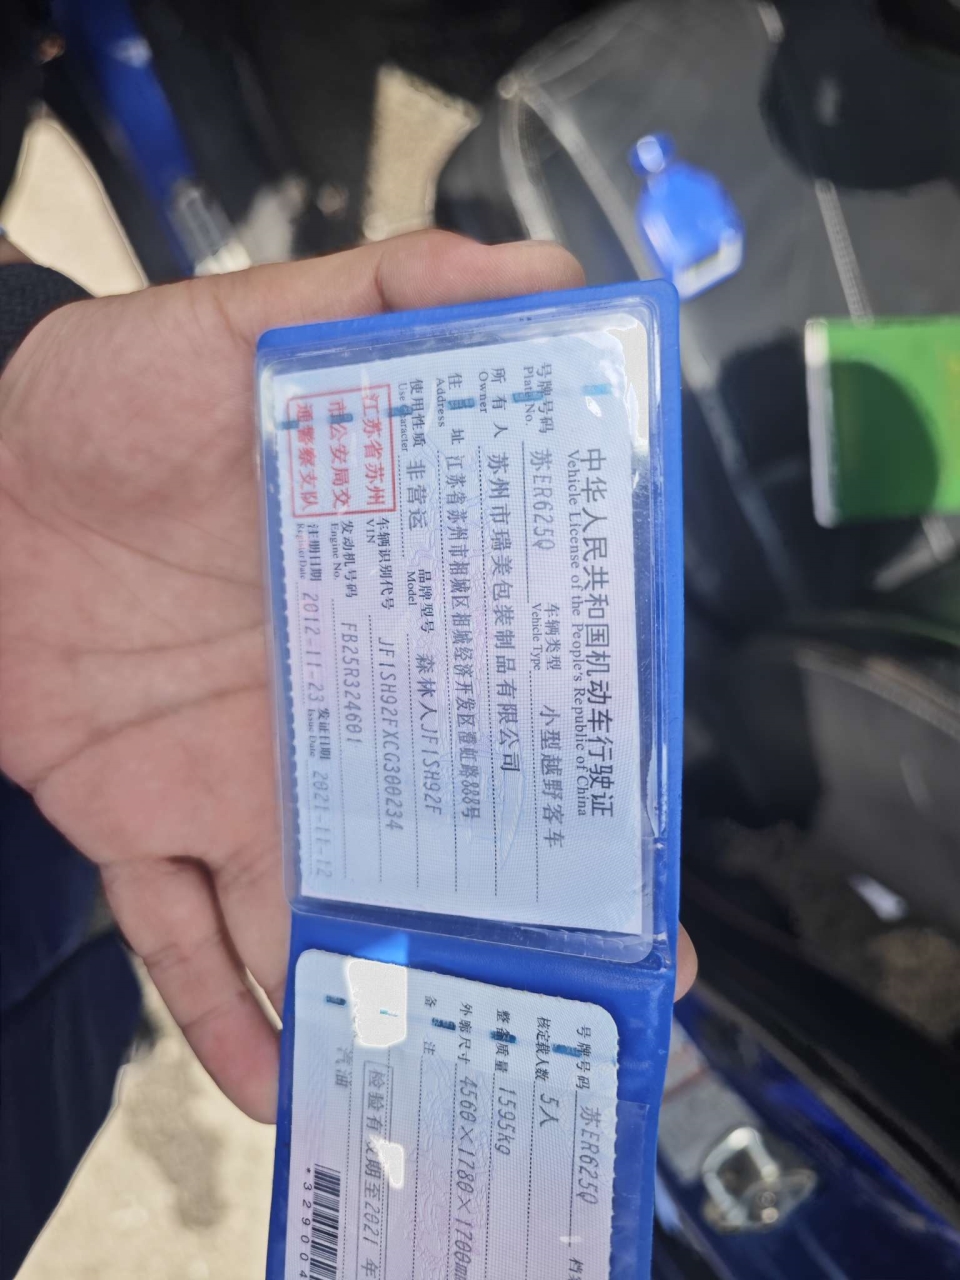 中华人民共和国机动车行驶证
Vehicle License of the People's Republic of China
号牌号码 苏ER625Q 车辆类型 小型越野客车
Plate No. Vehicle Type
所有人 苏州市瑞美包装制品有限公司
Owner
住址 江苏省苏州市相城区相城经济开发区澄虹路888号
Address
使用性质 非营运 品牌型号 森林人JF1SH92F
Use Character Model
江苏省苏州
市公安局交
通警察支队
车辆识别代号 JF1SH92FXCG300234
VIN
发动机号码 FB25R324601
Engine No.
注册日期 2012-11-23 发证日期 2021-11-12
Register Date Issue Date
号牌号码 苏ER625Q
核定载人数 5人
整备质量 1595kg
外廓尺寸 4560×1780×1700m
备注
检验有效期至2021 年
汽油